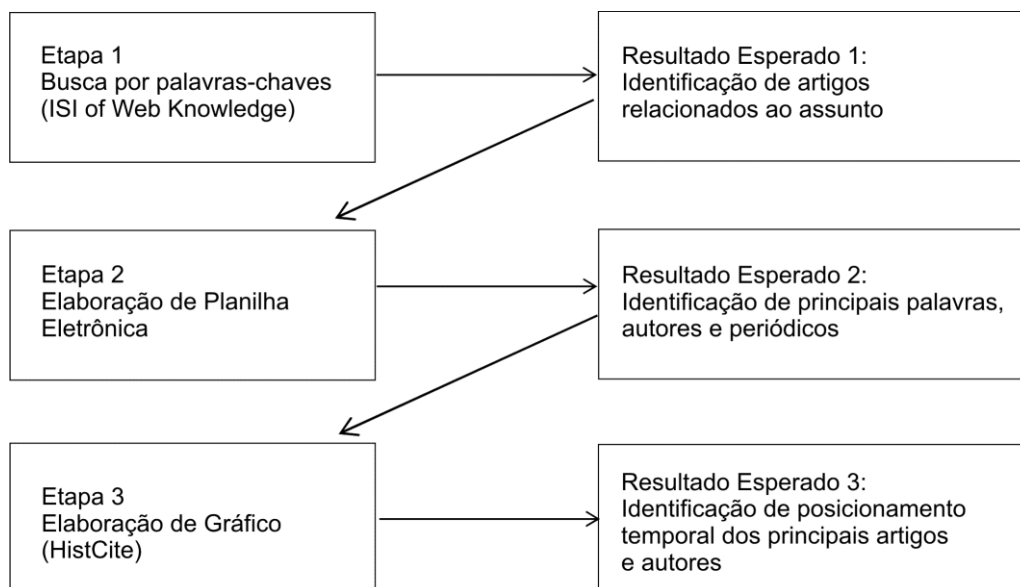 Etapa 1
Busca por palavras-chaves
(ISI of Web Knowledge)
Resultado Esperado 1:
Identificação de artigos
relacionados ao assunto
Etapa 2
Elaboração de Planilha
Eletrônica
Resultado Esperado 2:
Identificação de principais palavras,
autores e periódicos
Etapa 3
Elaboração de Gráfico
(HistCite)
Resultado Esperado 3:
Identificação de posicionamento
temporal dos principais artigos
e autores